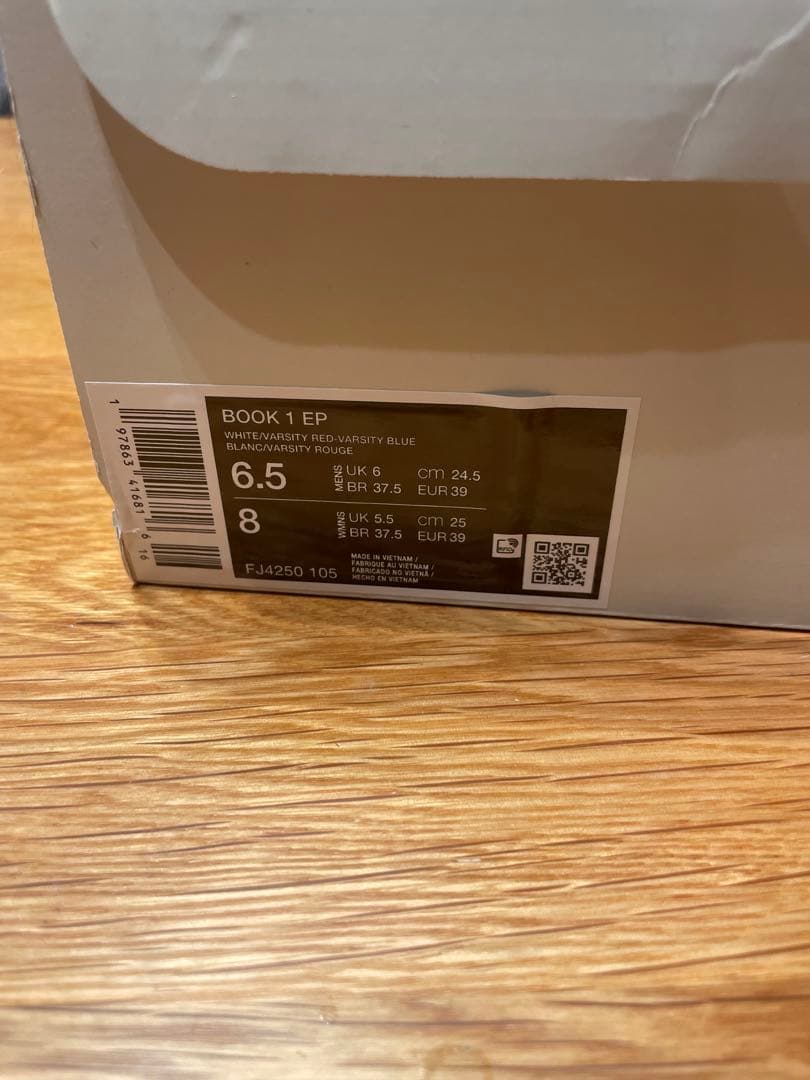 BOOK 1 EP
WHITE/VARSITY RED-VARSITY BLUE
BLANC/VARSITY ROUGE
6.5 MENS UK 6 cm 24.5
BR 37.5 EUR 39
8 WMNS UK 5.5 cm 25
BR 37.5 EUR 39
FJ4250 105
MADE IN VIETNAM /
FABRIQUE AU VIETNAM /
FABRICADO NO VIETNÃ /
HECHO EN VIETNAM
1 97863 41681 6 16